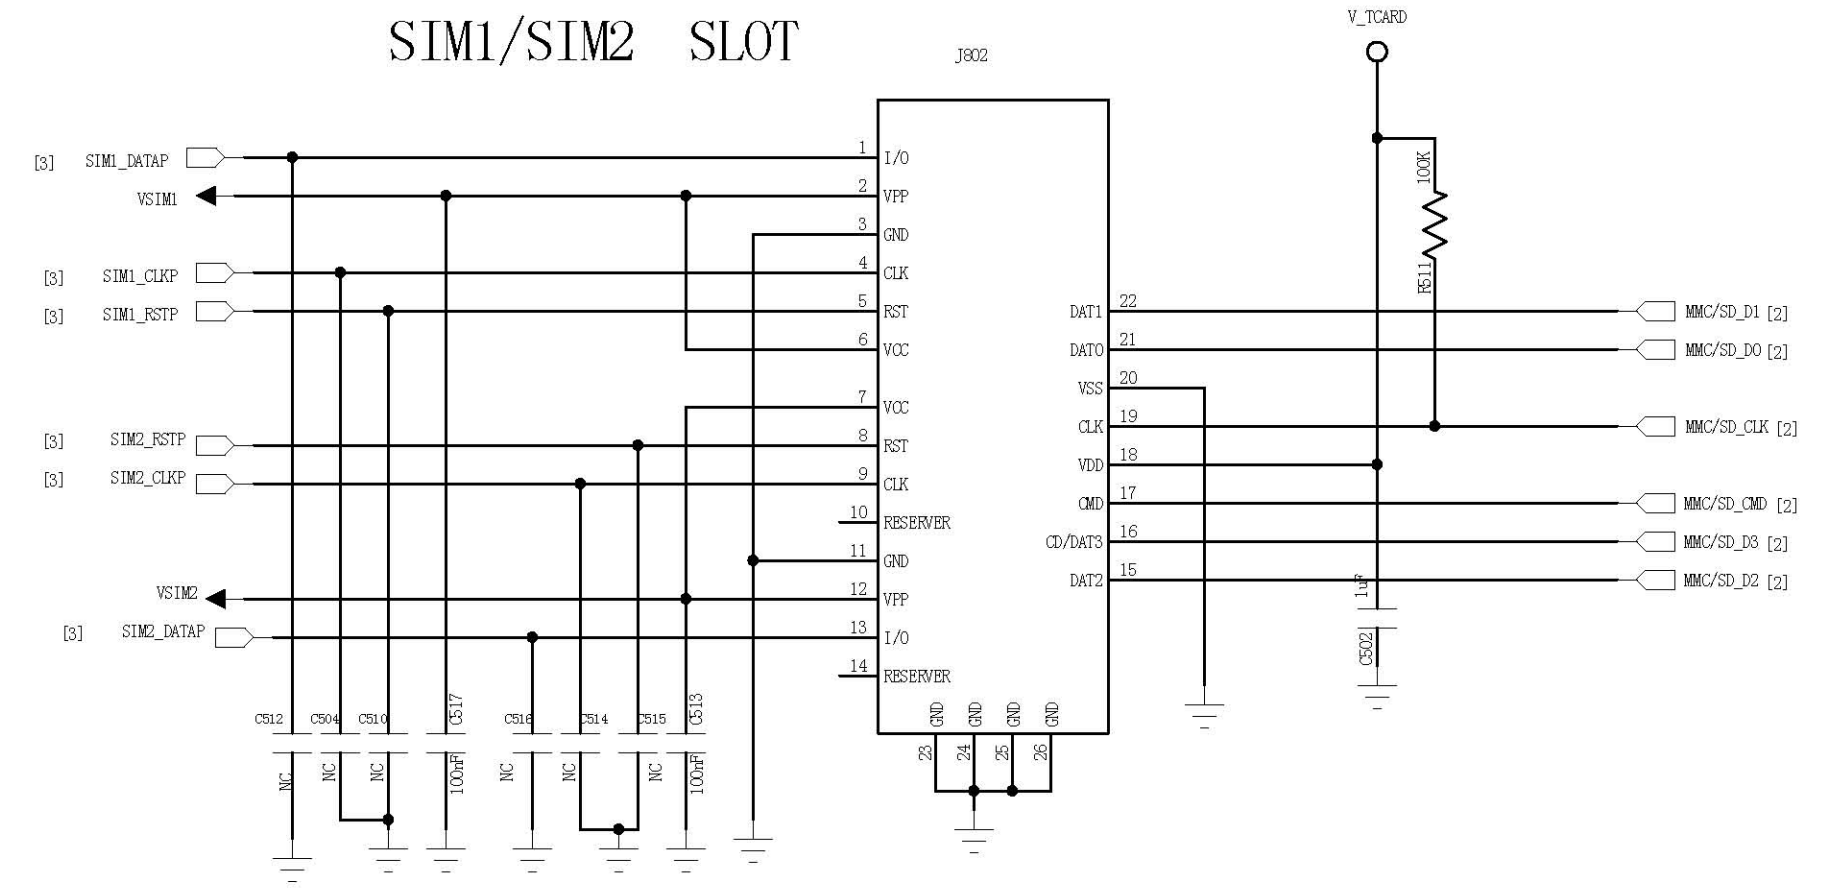 SIM1/SIM2 SLOT
J802
V_TCARD
[3] SIM1_DATAP
VSIM1
[3] SIM1_CLKP
[3] SIM1_RSTP
[3] SIM2_RSTP
[3] SIM2_CLKP
VSIM2
[3] SIM2_DATAP
1 I/O
2 VPP
3 GND
4 CLK
5 RST
6 VCC
7 VCC
8 RST
9 CLK
10 RESERVER
11 GND
12 VPP
13 I/O
14 RESERVER
DAT1 22
DAT0 21
VSS 20
CLK 19
VDD 18
CMD 17
CD/DAT3 16
DAT2 15
GND GND GND GND
23 24 25 26
100K
R511
1uF
C502
MMC/SD_D1 [2]
MMC/SD_D0 [2]
MMC/SD_CLK [2]
MMC/SD_CMD [2]
MMC/SD_D3 [2]
MMC/SD_D2 [2]
C512 C504 C510 C517 C516 C514 C515 C513
NC NC NC 100nF NC NC NC 100nF